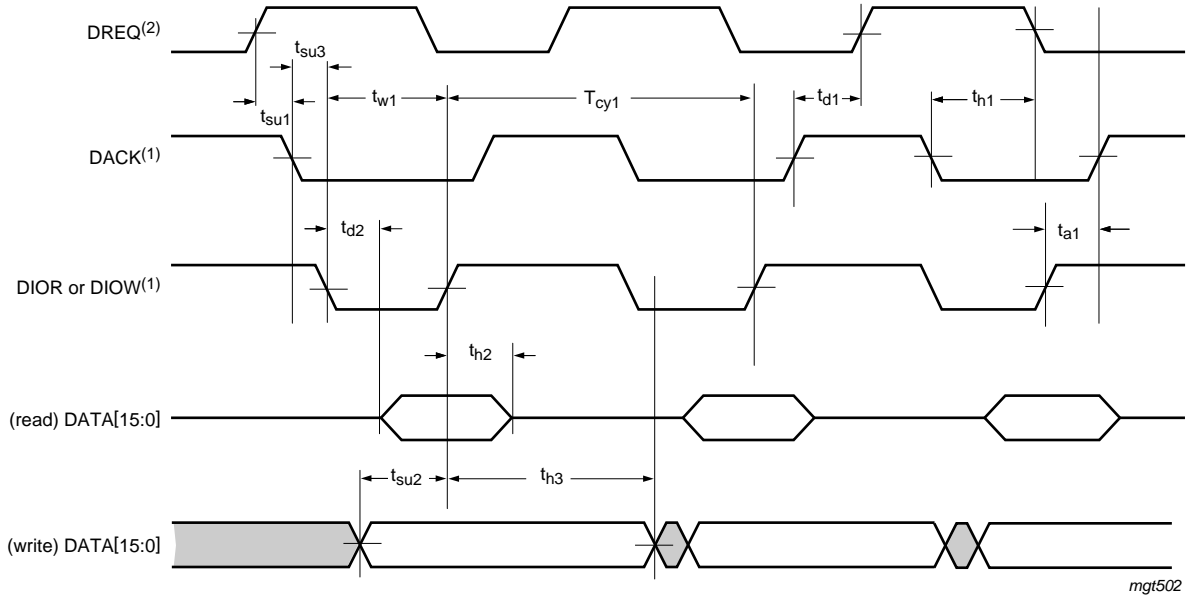 DREQ(2)
tsu3
tw1
Tcy1
td1
th1
tsu1
DACK(1)
td2
ta1
DIOR or DIOW(1)
th2
(read) DATA[15:0]
tsu2
th3
(write) DATA[15:0]
mgt502